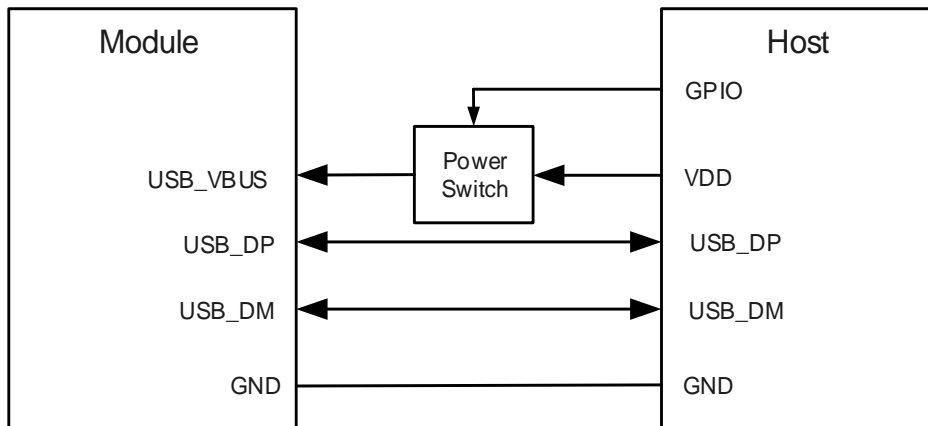 Module
Host
GPIO
Power
Switch
USB_VBUS
VDD
USB_DP
USB_DP
USB_DM
USB_DM
GND
GND